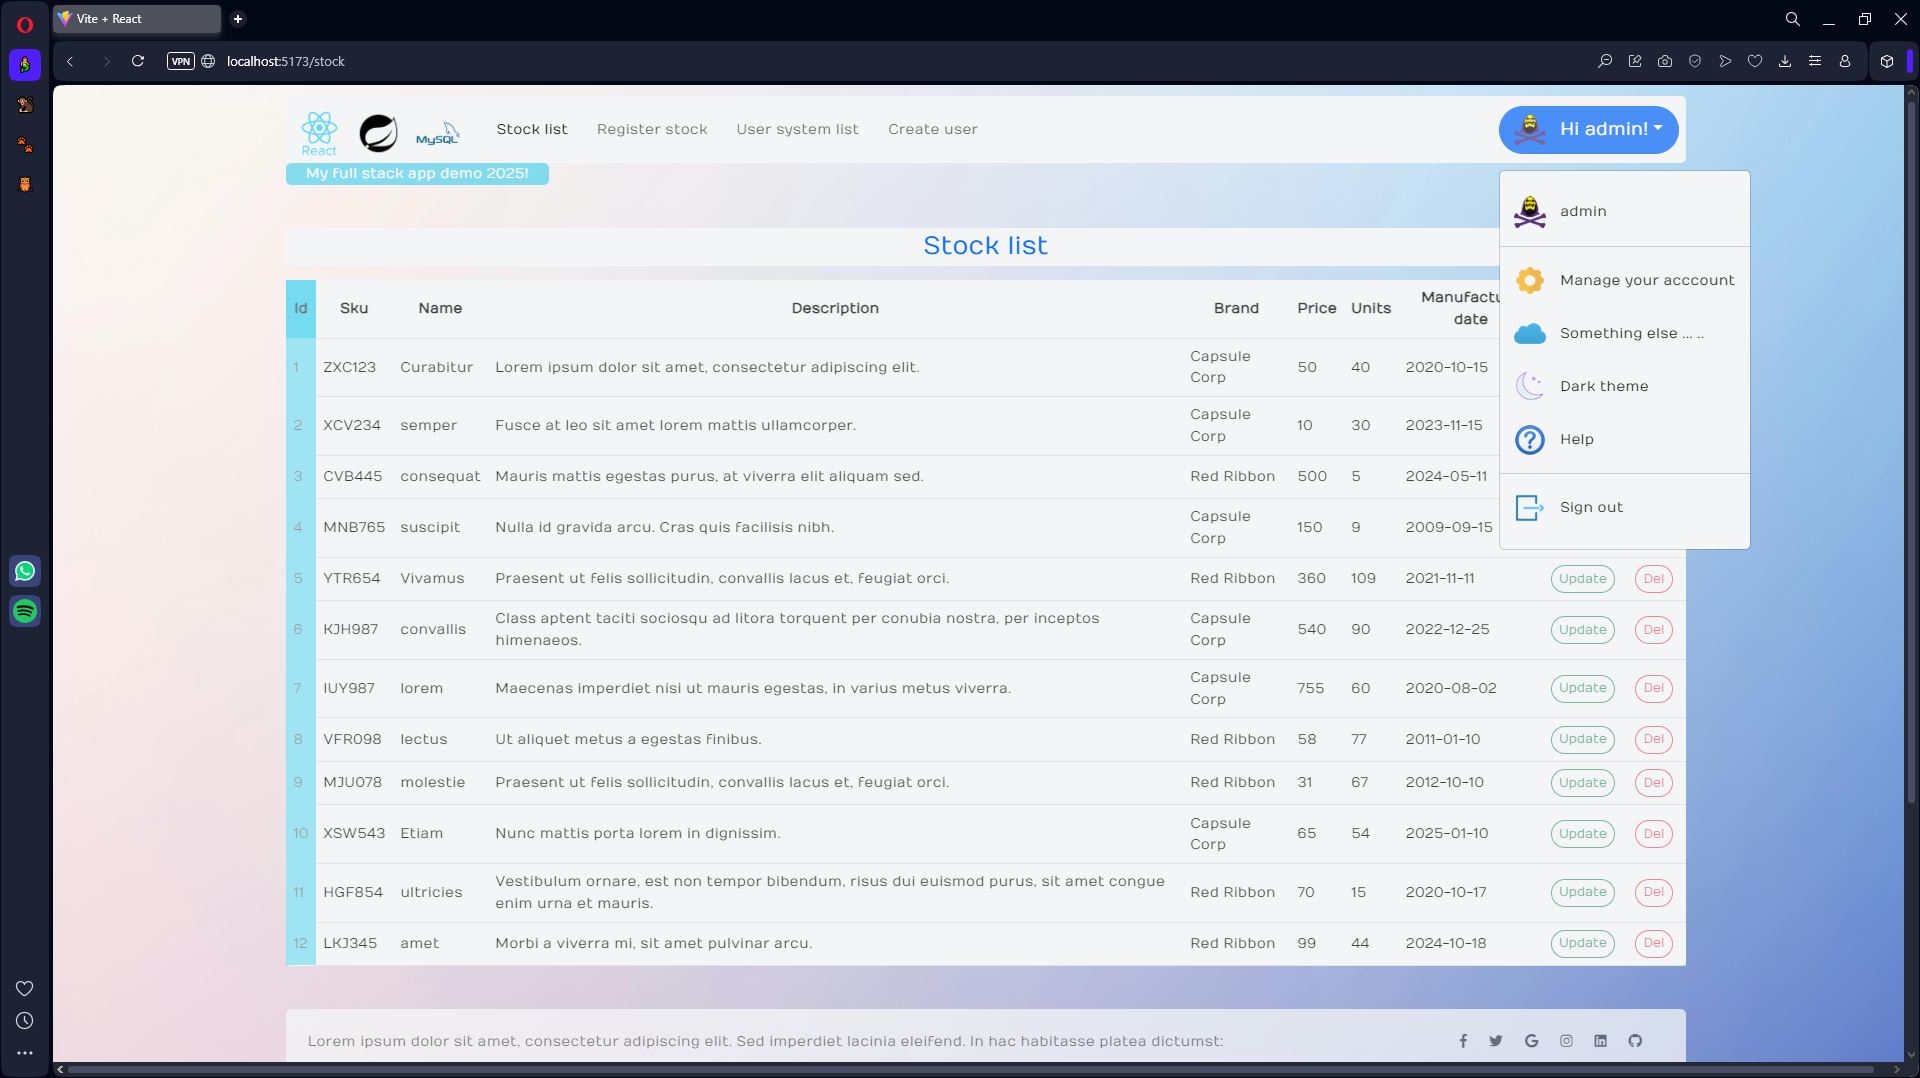 Vite + React
VPN
localhost:5173/stock
React
MySQL
Stock list
Register stock
User system list
Create user
Hi admin!
My full stack app demo 2025!
admin
Manage your acccount
Something else ... ..
Dark theme
Help
Sign out
Stock list
Id Sku Name Description Brand Price Units Manufactu
date
1 ZXC123 Curabitur Lorem ipsum dolor sit amet, consectetur adipiscing elit. Capsule Corp 50 40 2020-10-15
2 XCV234 semper Fusce at leo sit amet lorem mattis ullamcorper. Capsule Corp 10 30 2023-11-15
3 CVB445 consequat Mauris mattis egestas purus, at viverra elit aliquam sed. Red Ribbon 500 5 2024-05-11
4 MNB765 suscipit Nulla id gravida arcu. Cras quis facilisis nibh. Capsule Corp 150 9 2009-09-15
5 YTR654 Vivamus Praesent ut felis sollicitudin, convallis lacus et, feugiat orci. Red Ribbon 360 109 2021-11-11 Update Del
6 KJH987 convallis Class aptent taciti sociosqu ad litora torquent per conubia nostra, per inceptos himenaeos. Capsule Corp 540 90 2022-12-25 Update Del
7 IUY987 lorem Maecenas imperdiet nisi ut mauris egestas, in varius metus viverra. Capsule Corp 755 60 2020-08-02 Update Del
8 VFR098 lectus Ut aliquet metus a egestas finibus. Red Ribbon 58 77 2011-01-10 Update Del
9 MJU078 molestie Praesent ut felis sollicitudin, convallis lacus et, feugiat orci. Red Ribbon 31 67 2012-10-10 Update Del
10 XSW543 Etiam Nunc mattis porta lorem in dignissim. Capsule Corp 65 54 2025-01-10 Update Del
11 HGF854 ultricies Vestibulum ornare, est non tempor bibendum, risus dui euismod purus, sit amet congue enim urna et mauris. Red Ribbon 70 15 2020-10-17 Update Del
12 LKJ345 amet Morbi a viverra mi, sit amet pulvinar arcu. Red Ribbon 99 44 2024-10-18 Update Del
Lorem ipsum dolor sit amet, consectetur adipiscing elit. Sed imperdiet lacinia eleifend. In hac habitasse platea dictumst: